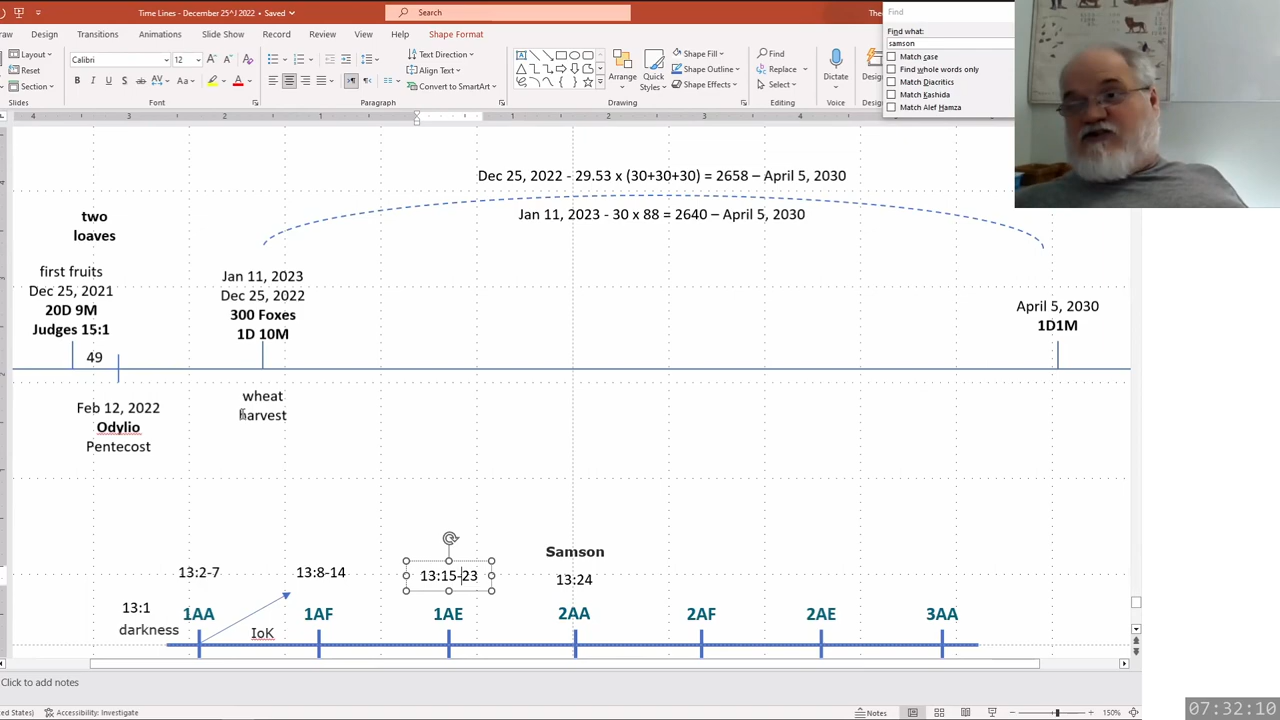 Time Lines - December 25^J 2022 • Saved
Search
Find
Transitions
Animations
Slide Show
Record
Review
View
Help
Shape Format
Find what:
samson
Match case
Find whole words only
Match Diacritics
Match Kashida
Match Alef Hamza
Layout
Reset
Section
Slides
Calibri
12
Font
Text Direction
Align Text
Convert to SmartArt
Paragraph
Arrange
Quick
Styles
Shape Fill
Shape Outline
Shape Effects
Drawing
Find
Replace
Select
Editing
Dictate
Voice
Dec 25, 2022 - 29.53 x (30+30+30) = 2658 – April 5, 2030
Jan 11, 2023 - 30 x 88 = 2640 – April 5, 2030
two
loaves
first fruits
Dec 25, 2021
20D 9M
Judges 15:1
49
Feb 12, 2022
Odylio
Pentecost
Jan 11, 2023
Dec 25, 2022
300 Foxes
1D 10M
wheat
harvest
April 5, 2030
1D1M
Samson
13:2-7
13:8-14
13:15-23
13:24
13:1
darkness
1AA
IoK
1AF
1AE
2AA
2AF
2AE
3AA
Click to add notes
Accessibility: Investigate
Notes
150%
07:32:10